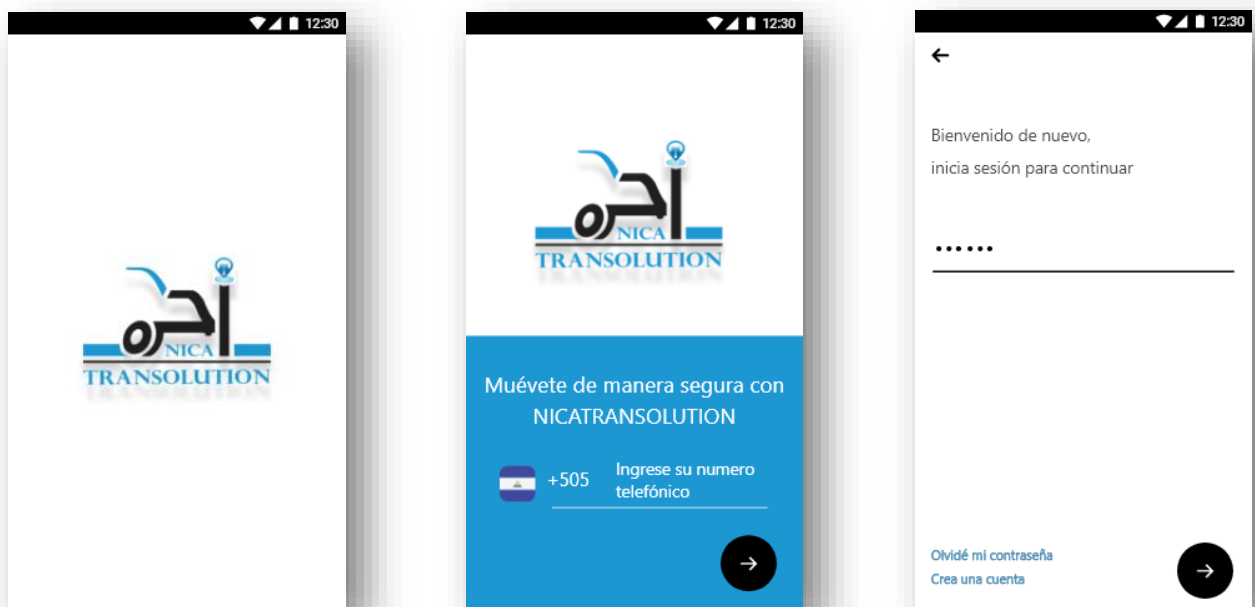 12:30
NICA
TRANSOLUTION
12:30
NICA
TRANSOLUTION
Muévete de manera segura con
NICATRANSOLUTION
+505
Ingrese su numero
telefónico
12:30
Bienvenido de nuevo,
inicia sesión para continuar
Olvidé mi contraseña
Crea una cuenta